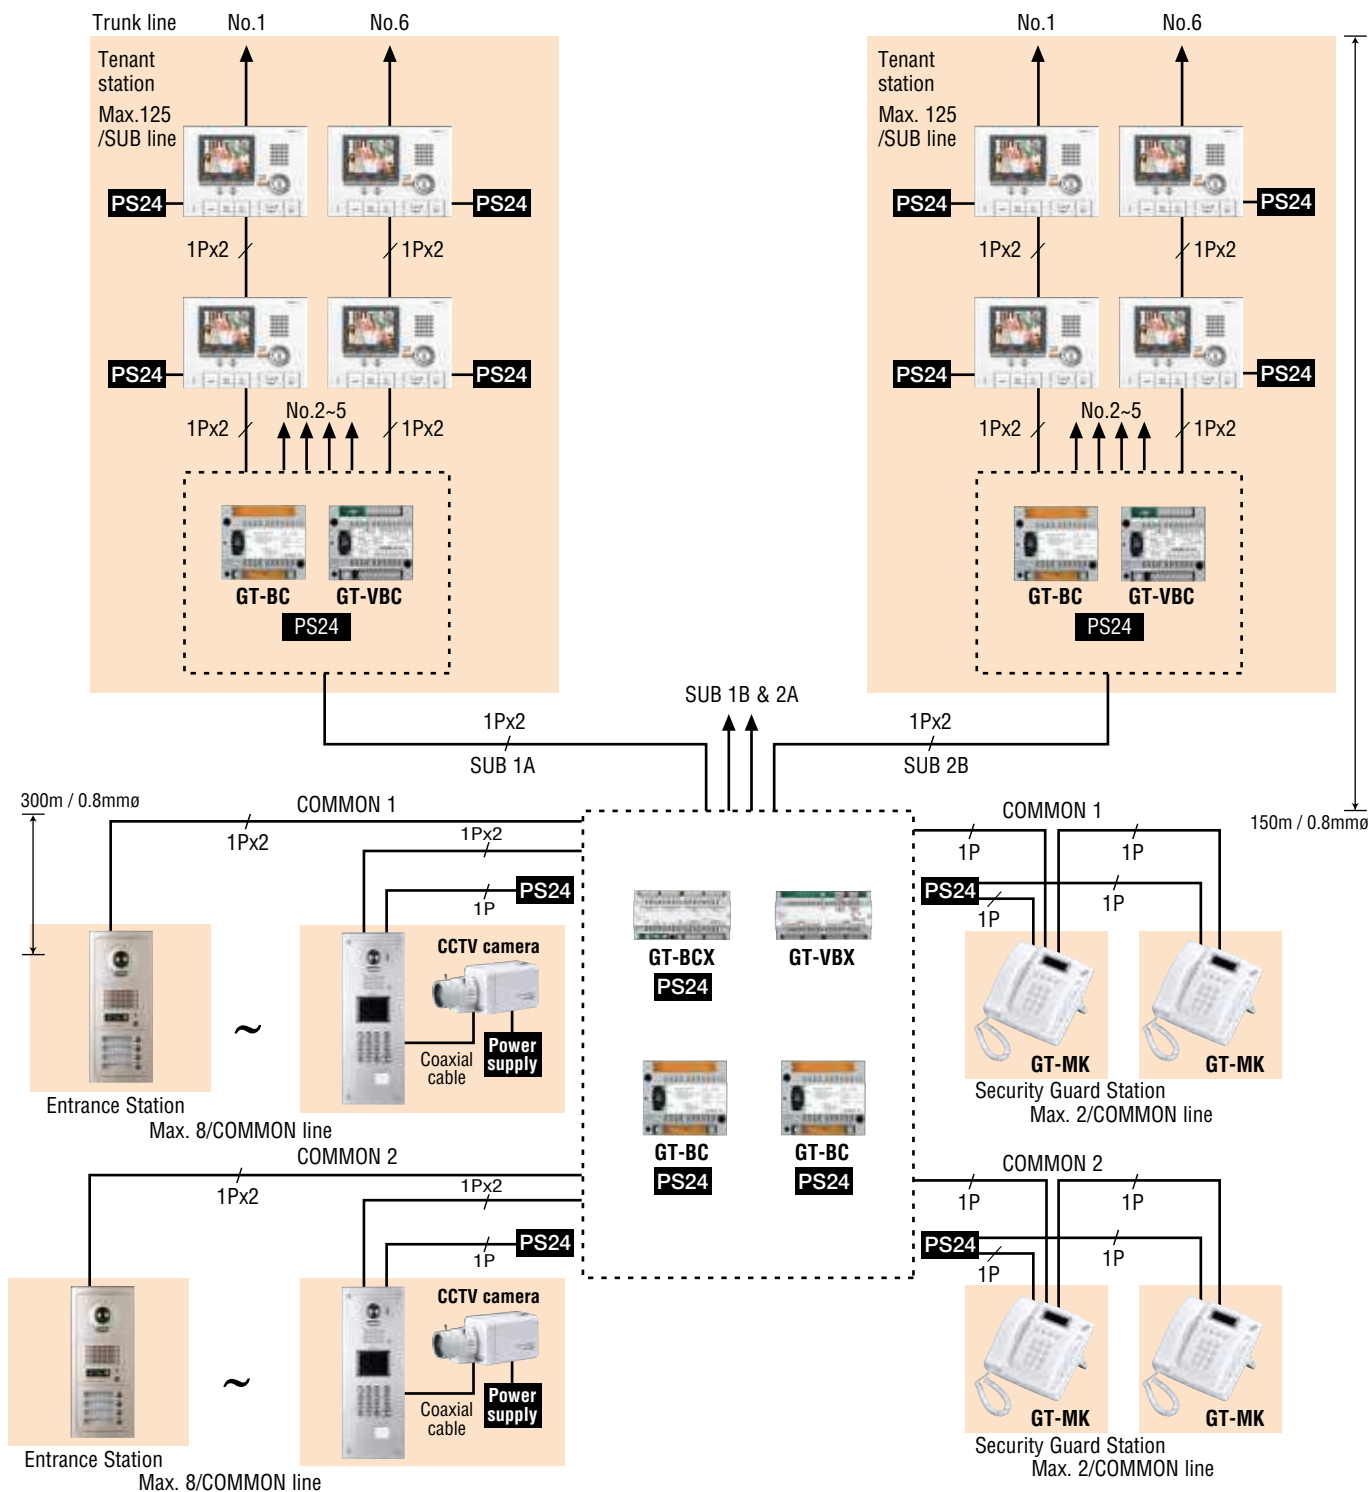 Trunk line No.1 No.6
Tenant
station
Max.125
/SUB line
PS24 PS24
1Px2 1Px2
PS24 PS24
No.2~5
1Px2 1Px2
GT-BC GT-VBC
PS24
No.1 No.6
Tenant
station
Max. 125
/SUB line
PS24 PS24
1Px2 1Px2
PS24 PS24
No.2~5
1Px2 1Px2
GT-BC GT-VBC
PS24
SUB 1B & 2A
1Px2
SUB 1A
1Px2
SUB 2B
300m / 0.8mmø
150m / 0.8mmø
COMMON 1
1Px2
1Px2
PS24
1P
CCTV camera
Coaxial
cable
Power
supply
~
Entrance Station
Max. 8/COMMON line
GT-BCX GT-VBX
PS24
GT-BC GT-BC
PS24 PS24
COMMON 1
1P 1P
PS24
1P 1P
GT-MK GT-MK
Security Guard Station
Max. 2/COMMON line
COMMON 2
1Px2
1Px2
PS24
1P
CCTV camera
Coaxial
cable
Power
supply
~
Entrance Station
Max. 8/COMMON line
COMMON 2
1P 1P
PS24
1P 1P
GT-MK GT-MK
Security Guard Station
Max. 2/COMMON line